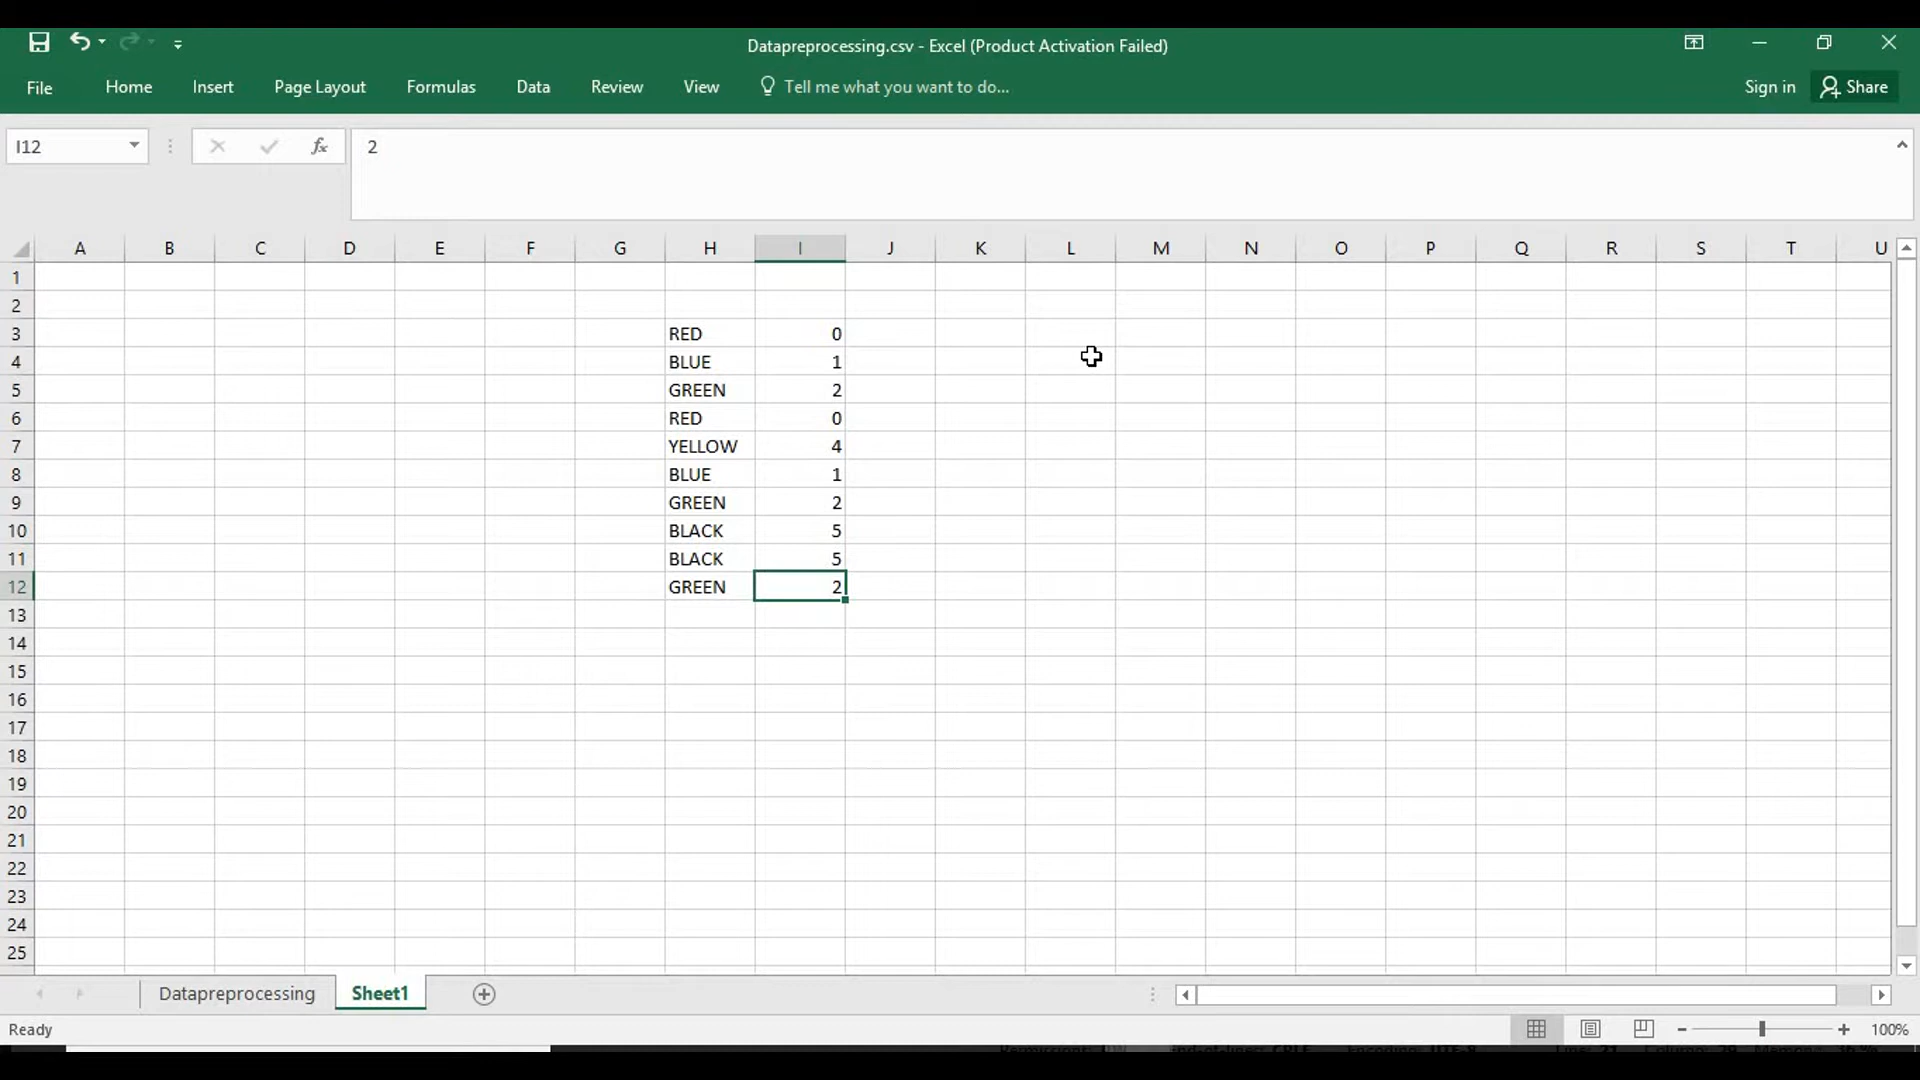 Datapreprocessing.csv - Excel (Product Activation Failed)
File Home Insert Page Layout Formulas Data Review View Tell me what you want to do... Sign in Share
I12 fx 2
A B C D E F G H I J K L M N O P Q R S T U
1
2
3 RED 0
4 BLUE 1
5 GREEN 2
6 RED 0
7 YELLOW 4
8 BLUE 1
9 GREEN 2
10 BLACK 5
11 BLACK 5
12 GREEN 2
13
14
15
16
17
18
19
20
21
22
23
24
25
Datapreprocessing Sheet1
Ready 100%